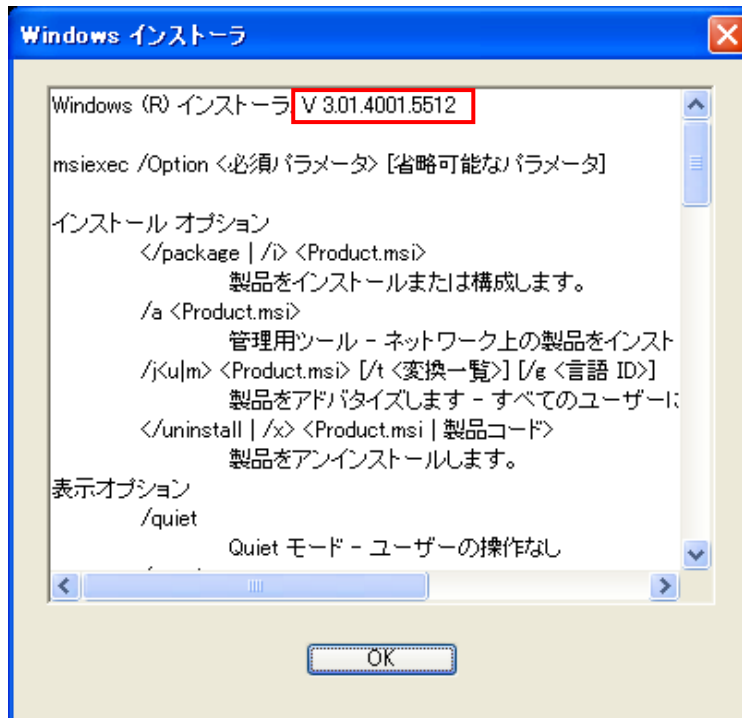 Windows インストーラ
Windows (R) インストーラ V 3.01.4001.5512
msiexec /Option <必須パラメータ> [省略可能なパラメータ]
インストール オプション
</package | /i> <Product.msi>
製品をインストールまたは構成します。
/a <Product.msi>
管理用ツール - ネットワーク上の製品をインスト
/j<u|m> <Product.msi> [/t <変換一覧>] [/g <言語 ID>]
製品をアドバタイズします - すべてのユーザーに
</uninstall | /x> <Product.msi | 製品コード>
製品をアンインストールします。
表示オプション
/quiet
Quiet モード - ユーザーの操作なし
OK